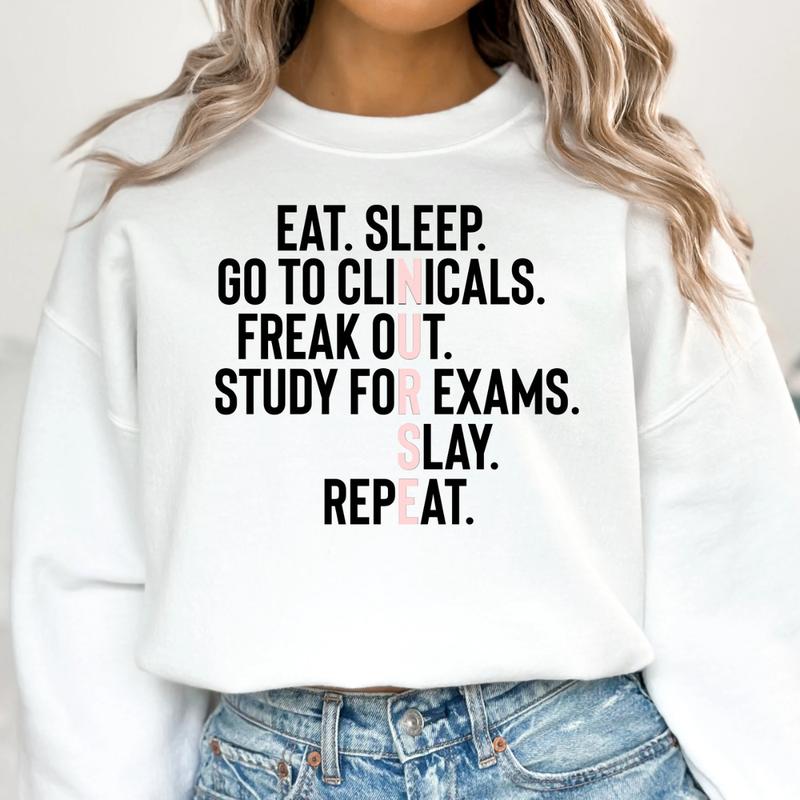 EAT. SLEEP.
GO TO CLINICALS.
FREAK OUT.
STUDY FOR EXAMS.
SLAY.
REPEAT.